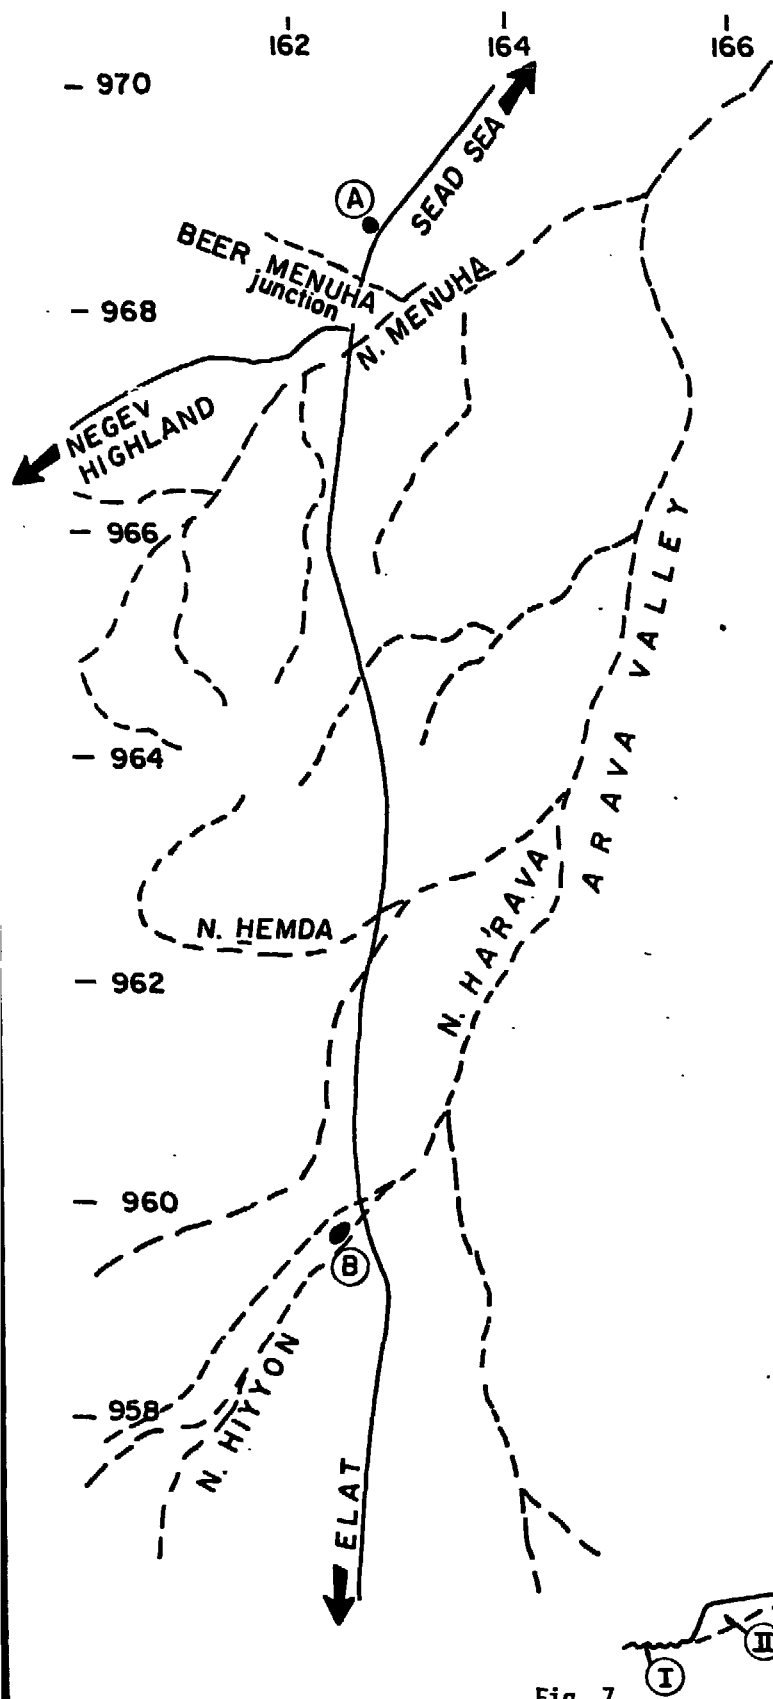 162 164 166
– 970
SEAD SEA
A
BEER MENUHA
junction
– 968
N. MENUHA
NEGEV
HIGHLAND
– 966
ARAVA VALLEY
– 964
N. HEMDA
N. HA'RAVA
– 962
– 960
B
– 958
N. HIYYON
ELAT
II
I
Fig. 7